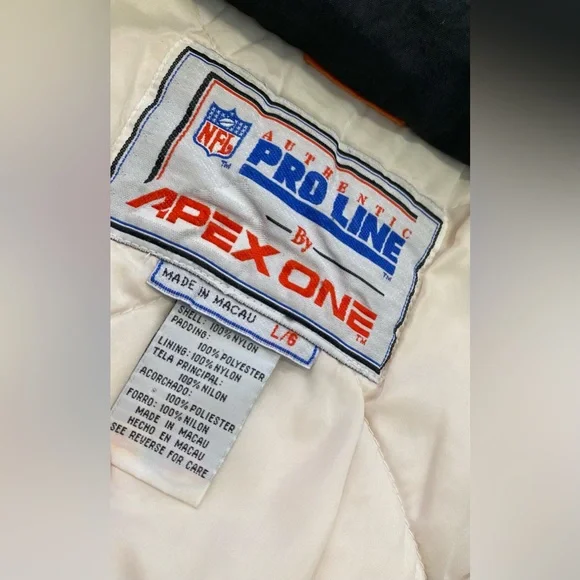 NFL
TM
AUTHENTIC
PRO LINE
TM
By
APEX ONE
TM
MADE IN MACAU
L/G
SHELL: 100% NYLON
PADDING:
100% POLYESTER
LINING: 100% NYLON
TELA PRINCIPAL:
100% NILON
ACORCHADO:
100% POLIESTER
FORRO: 100% NILON
MADE IN MACAU
HECHO EN MACAU
SEE REVERSE FOR CARE